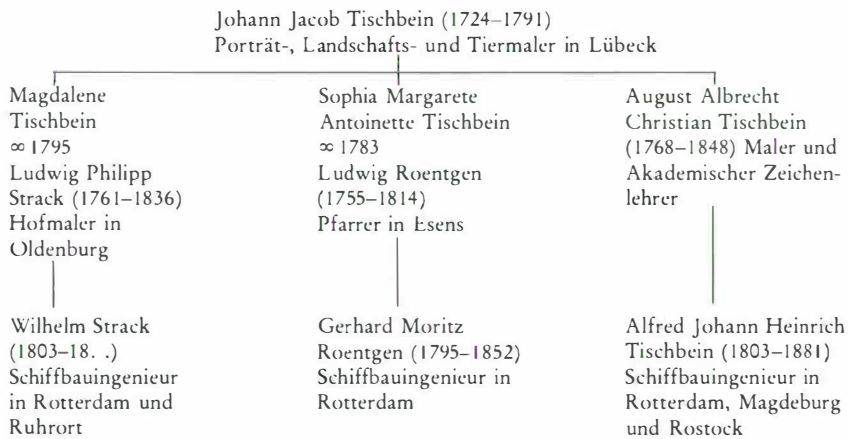 Johann Jacob Tischbein (1724–1791)
Porträt-, Landschafts- und Tiermaler in Lübeck
Magdalene
Tischbein
∞ 1795
Ludwig Philipp
Strack (1761–1836)
Hofmaler in
Oldenburg
Sophia Margarete
Antoinette Tischbein
∞ 1783
Ludwig Roentgen
(1755–1814)
Pfarrer in Esens
August Albrecht
Christian Tischbein
(1768–1848) Maler und
Akademischer Zeichen-
lehrer
Wilhelm Strack
(1803–18. .)
Schiffbauingenieur
in Rotterdam und
Ruhrort
Gerhard Moritz
Roentgen (1795–1852)
Schiffbauingenieur in
Rotterdam
Alfred Johann Heinrich
Tischbein (1803–1881)
Schiffbauingenieur in
Rotterdam, Magdeburg
und Rostock